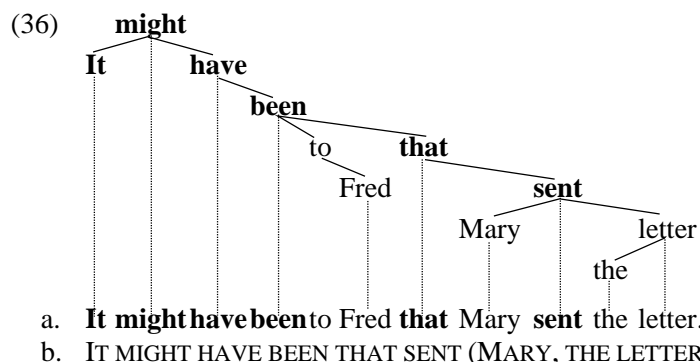 (36) might
It have
been
to that
Fred sent
Mary letter
the
a. It might have been to Fred that Mary sent the letter.
b. IT MIGHT HAVE BEEN THAT SENT (MARY, THE LETTER